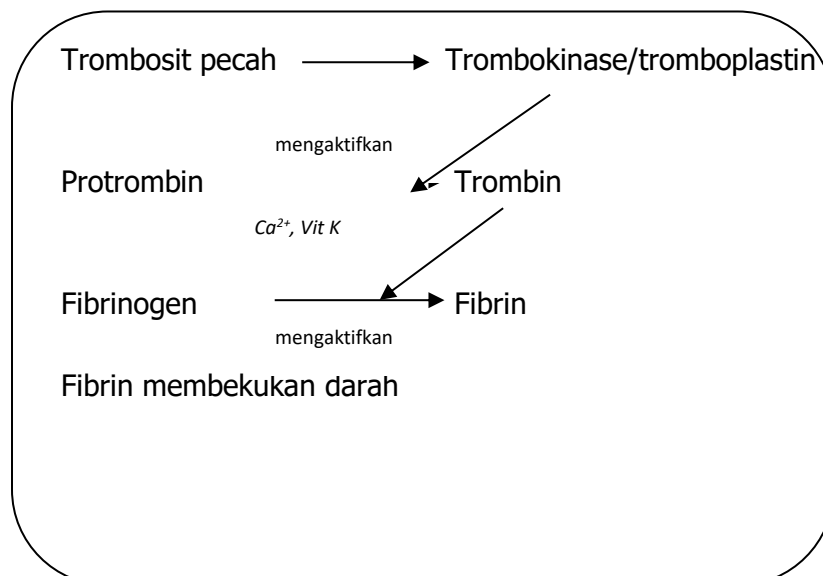 Trombosit pecah Trombokinase/tromboplastin
mengaktifkan
Protrombin Trombin
Ca²⁺, Vit K
Fibrinogen Fibrin
mengaktifkan
Fibrin membekukan darah